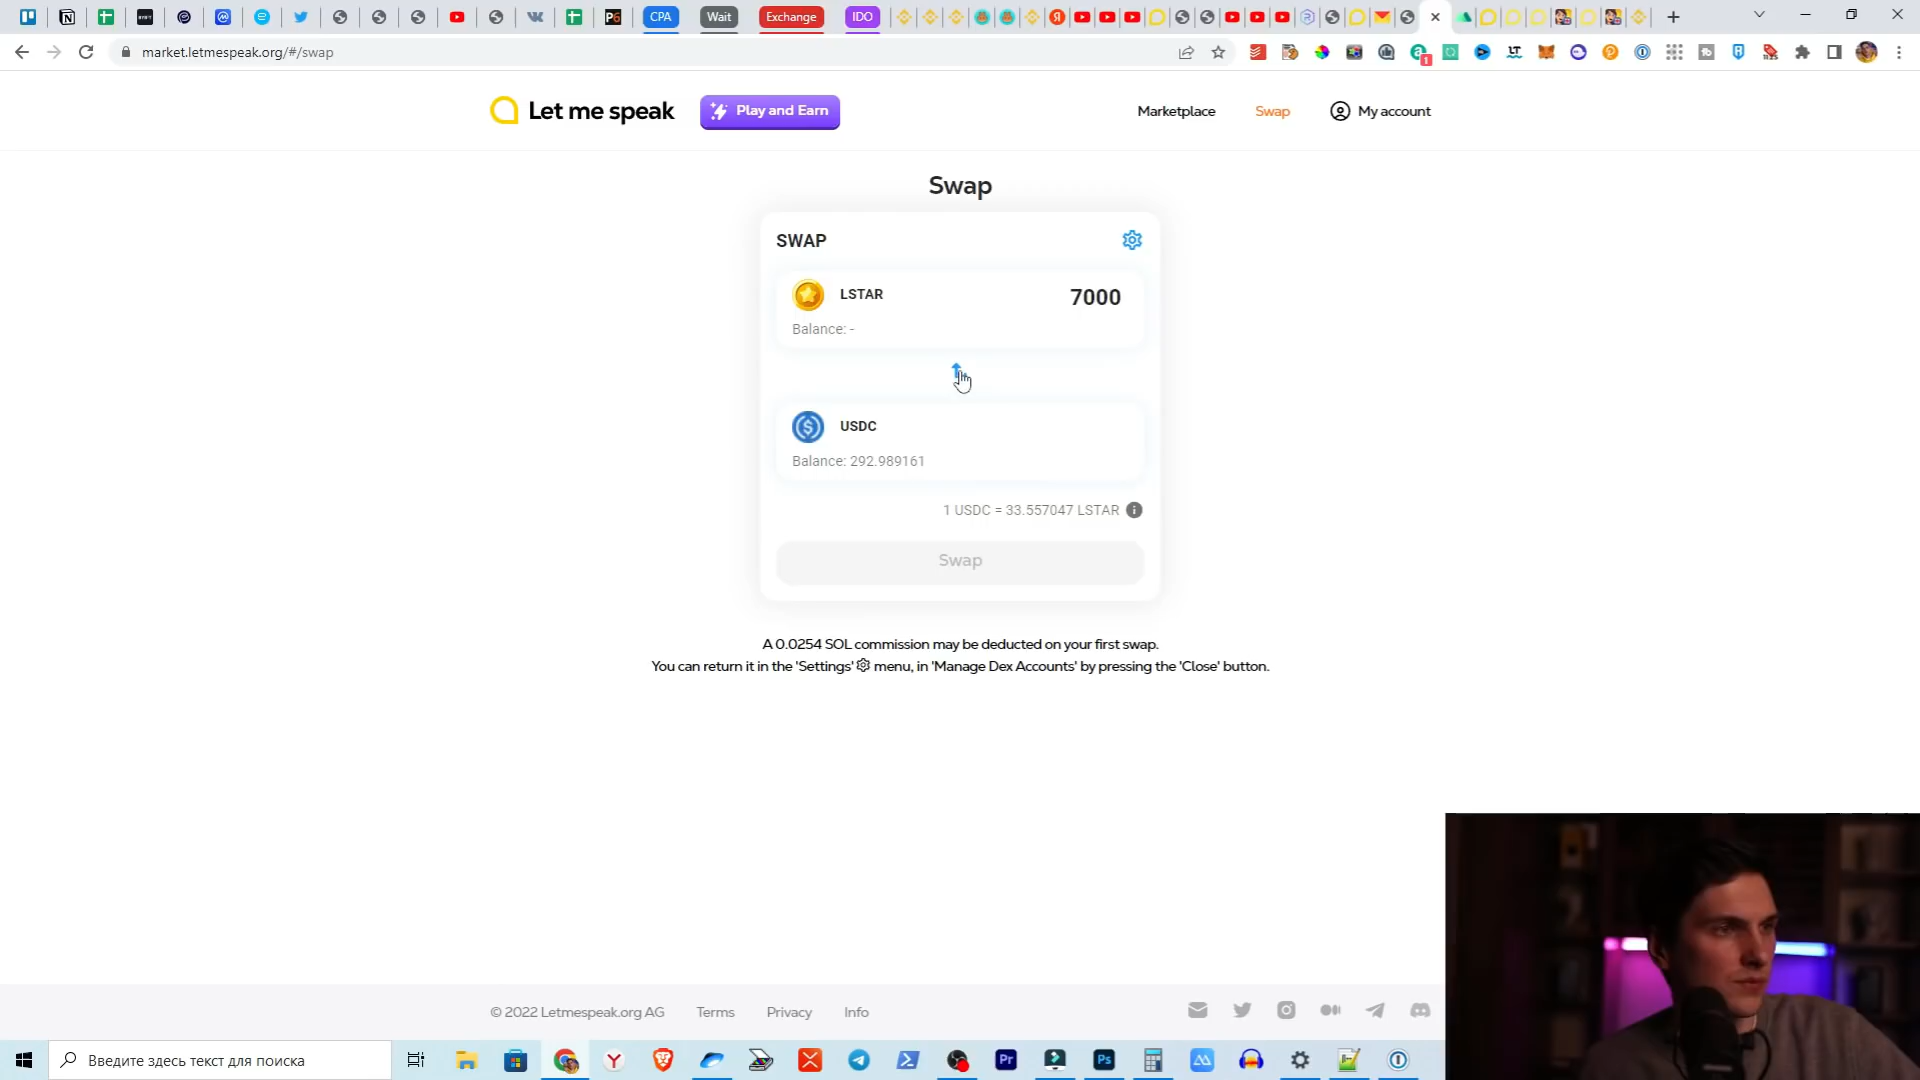 CPA
Wait
Exchange
IDO
market.letmespeak.org/#/swap
Let me speak
Play and Earn
Marketplace
Swap
My account
Swap
SWAP
LSTAR
7000
Balance: -
USDC
Balance: 292.989161
1 USDC = 33.557047 LSTAR
Swap
A 0.0254 SOL commission may be deducted on your first swap.
You can return it in the 'Settings' menu, in 'Manage Dex Accounts' by pressing the 'Close' button.
© 2022 Letmespeak.org AG
Terms
Privacy
Info
Введите здесь текст для поиска